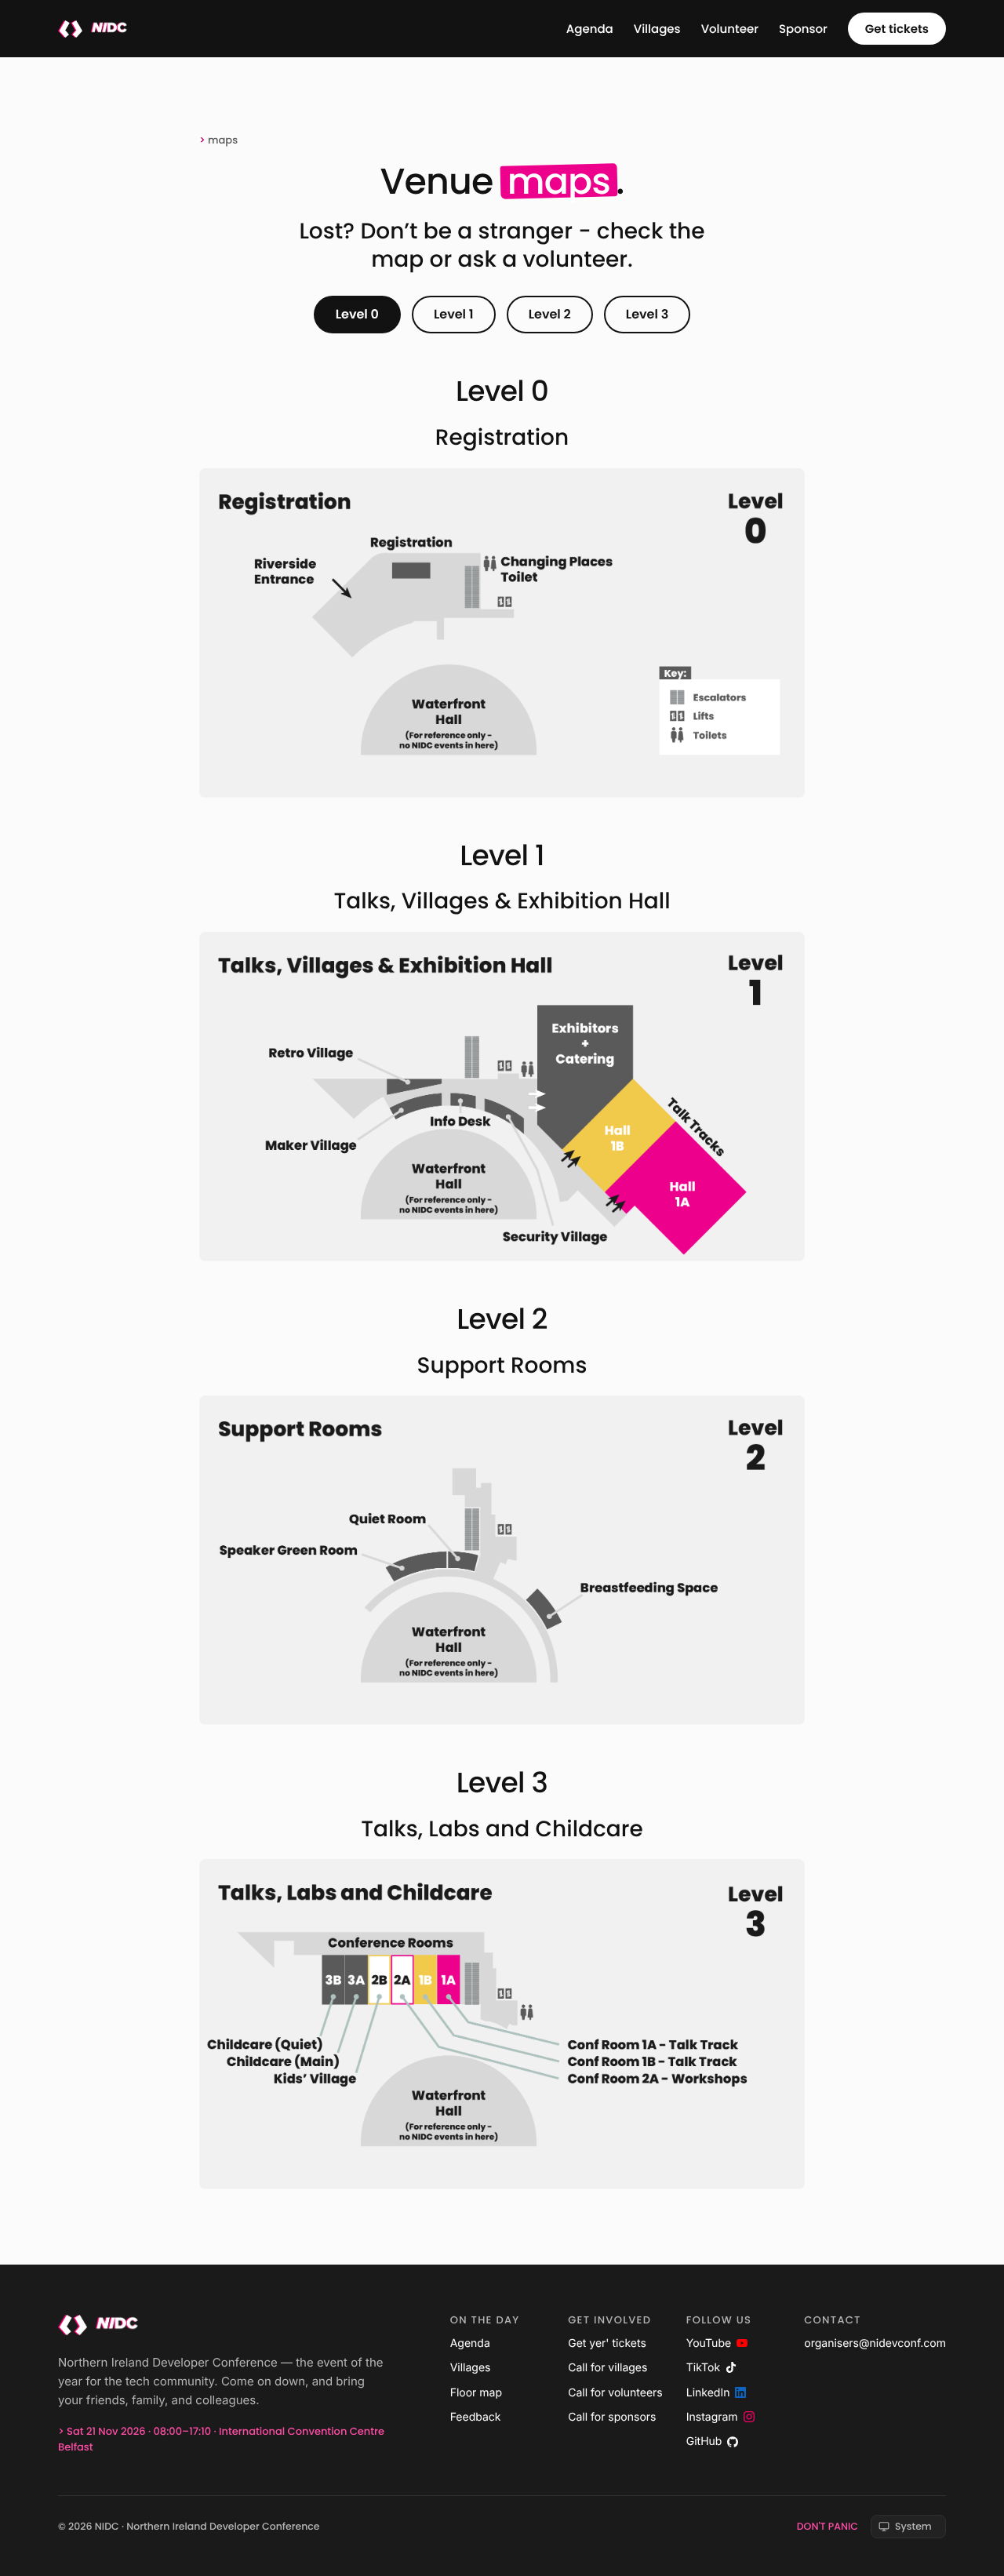 NIDC
Agenda
Villages
Volunteer
Sponsor
Get tickets
> maps
Venue maps.
Lost? Don’t be a stranger - check the
map or ask a volunteer.
Level 0
Level 1
Level 2
Level 3
Level 0
Registration
Registration
Level
0
Registration
Riverside
Entrance
Changing Places
Toilet
Waterfront
Hall
(For reference only -
no NIDC events in here)
Key:
Escalators
Lifts
Toilets
Level 1
Talks, Villages & Exhibition Hall
Talks, Villages & Exhibition Hall
Level
1
Exhibitors
+
Catering
Retro Village
Talk Tracks
Info Desk
Hall
1B
Maker Village
Waterfront
Hall
(For reference only -
no NIDC events in here)
Hall
1A
Security Village
Level 2
Support Rooms
Support Rooms
Level
2
Quiet Room
Speaker Green Room
Breastfeeding Space
Waterfront
Hall
(For reference only -
no NIDC events in here)
Level 3
Talks, Labs and Childcare
Talks, Labs and Childcare
Level
3
Conference Rooms
3B 3A 2B 2A 1B 1A
Childcare (Quiet)
Childcare (Main)
Kids’ Village
Conf Room 1A - Talk Track
Conf Room 1B - Talk Track
Conf Room 2A - Workshops
Waterfront
Hall
(For reference only -
no NIDC events in here)
NIDC
Northern Ireland Developer Conference — the event of the
year for the tech community. Come on down, and bring
your friends, family, and colleagues.
> Sat 21 Nov 2026 · 08:00–17:10 · International Convention Centre
Belfast
ON THE DAY
Agenda
Villages
Floor map
Feedback
GET INVOLVED
Get yer' tickets
Call for villages
Call for volunteers
Call for sponsors
FOLLOW US
YouTube
TikTok
LinkedIn
Instagram
GitHub
CONTACT
organisers@nidevconf.com
© 2026 NIDC · Northern Ireland Developer Conference
DON'T PANIC
System